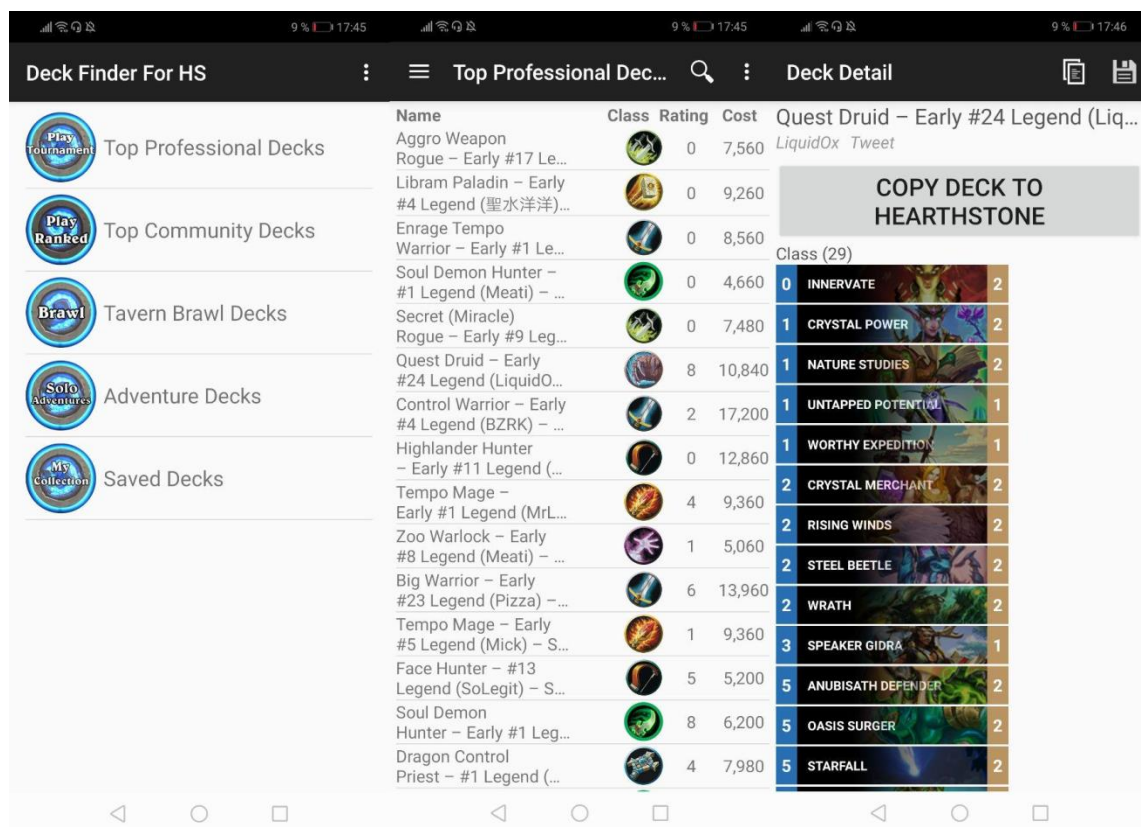 9 % 17:45
Deck Finder For HS
Play
Tournament
Top Professional Decks
Play
Ranked
Top Community Decks
Brawl
Tavern Brawl Decks
Solo
Adventures
Adventure Decks
My
Collection
Saved Decks
9 % 17:45
Top Professional Dec...
Name Class Rating Cost
Aggro Weapon
Rogue – Early #17 Le... 0 7,560
Libram Paladin – Early
#4 Legend (聖水洋洋)... 0 9,260
Enrage Tempo
Warrior – Early #1 Le... 0 8,560
Soul Demon Hunter –
#1 Legend (Meati) – ... 0 4,660
Secret (Miracle)
Rogue – Early #9 Leg... 0 7,480
Quest Druid – Early
#24 Legend (LiquidO... 8 10,840
Control Warrior – Early
#4 Legend (BZRK) – ... 2 17,200
Highlander Hunter
– Early #11 Legend (... 0 12,860
Tempo Mage –
Early #1 Legend (MrL... 4 9,360
Zoo Warlock – Early
#8 Legend (Meati) – ... 1 5,060
Big Warrior – Early
#23 Legend (Pizza) –... 6 13,960
Tempo Mage – Early
#5 Legend (Mick) – S... 1 9,360
Face Hunter – #13
Legend (SoLegit) – S... 5 5,200
Soul Demon
Hunter – Early #1 Leg... 8 6,200
Dragon Control
Priest – #1 Legend (... 4 7,980
9 % 17:46
Deck Detail
Quest Druid – Early #24 Legend (Liq...
LiquidOx Tweet
COPY DECK TO
HEARTHSTONE
Class (29)
0 INNERVATE 2
1 CRYSTAL POWER 2
1 NATURE STUDIES 2
1 UNTAPPED POTENTIAL 1
1 WORTHY EXPEDITION 1
2 CRYSTAL MERCHANT 2
2 RISING WINDS 2
2 STEEL BEETLE 2
2 WRATH 2
3 SPEAKER GIDRA 1
5 ANUBISATH DEFENDER 2
5 OASIS SURGER 2
5 STARFALL 2